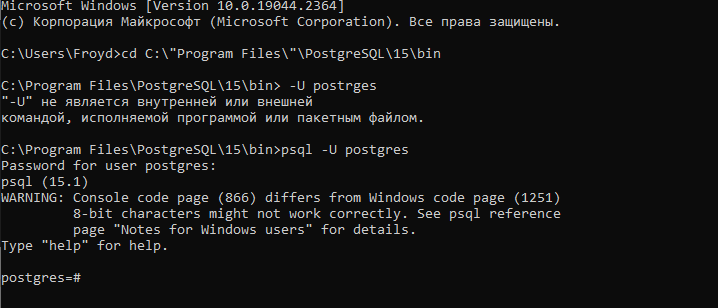 Microsoft Windows [Version 10.0.19044.2364]
(c) Корпорация Майкрософт (Microsoft Corporation). Все права защищены.
C:\Users\Froyd>cd C:\"Program Files\"\PostgreSQL\15\bin
C:\Program Files\PostgreSQL\15\bin> -U postrges
"-U" не является внутренней или внешней
командой, исполняемой программой или пакетным файлом.
C:\Program Files\PostgreSQL\15\bin>psql -U postgres
Password for user postgres:
psql (15.1)
WARNING: Console code page (866) differs from Windows code page (1251)
         8-bit characters might not work correctly. See psql reference
         page "Notes for Windows users" for details.
Type "help" for help.
postgres=#